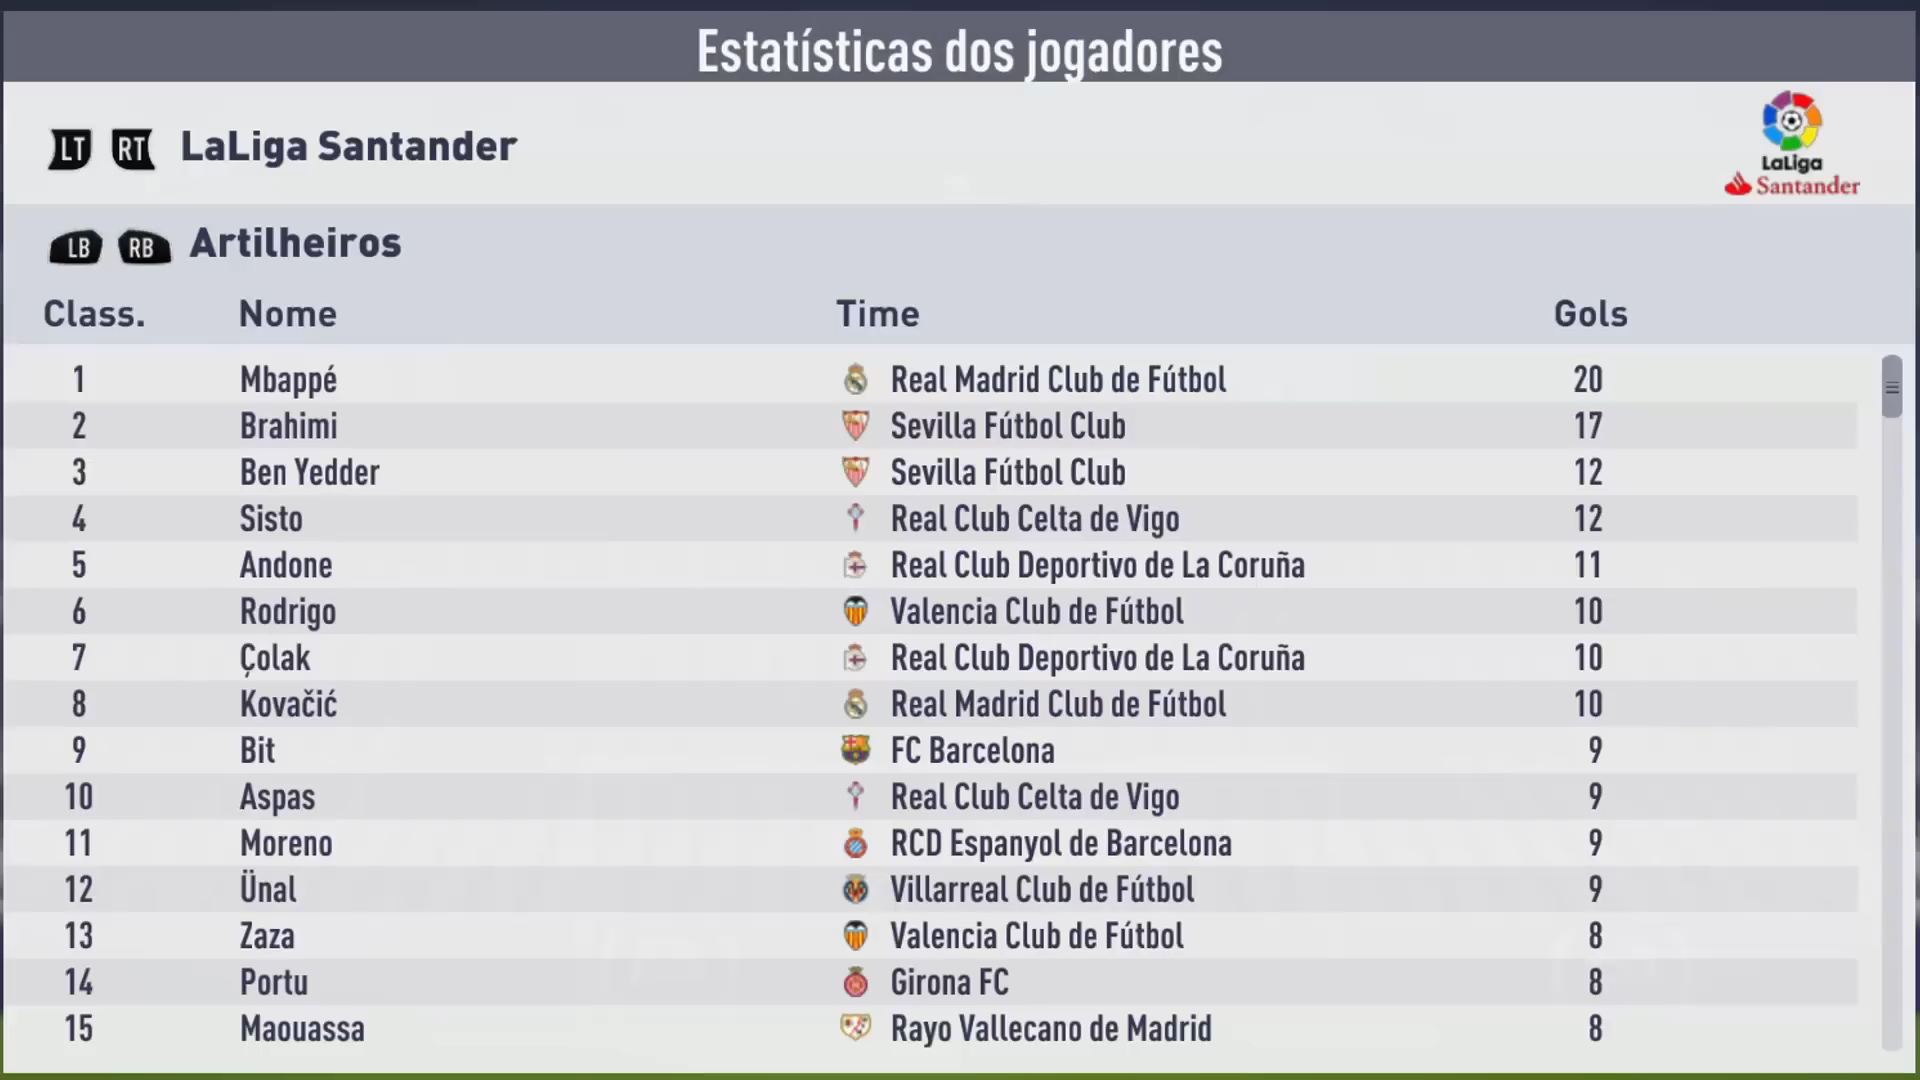 Estatísticas dos jogadores
LT RT LaLiga Santander
LaLiga
Santander
LB RB Artilheiros
Class. Nome Time Gols
1 Mbappé Real Madrid Club de Fútbol 20
2 Brahimi Sevilla Fútbol Club 17
3 Ben Yedder Sevilla Fútbol Club 12
4 Sisto Real Club Celta de Vigo 12
5 Andone Real Club Deportivo de La Coruña 11
6 Rodrigo Valencia Club de Fútbol 10
7 Çolak Real Club Deportivo de La Coruña 10
8 Kovačić Real Madrid Club de Fútbol 10
9 Bit FC Barcelona 9
10 Aspas Real Club Celta de Vigo 9
11 Moreno RCD Espanyol de Barcelona 9
12 Ünal Villarreal Club de Fútbol 9
13 Zaza Valencia Club de Fútbol 8
14 Portu Girona FC 8
15 Maouassa Rayo Vallecano de Madrid 8